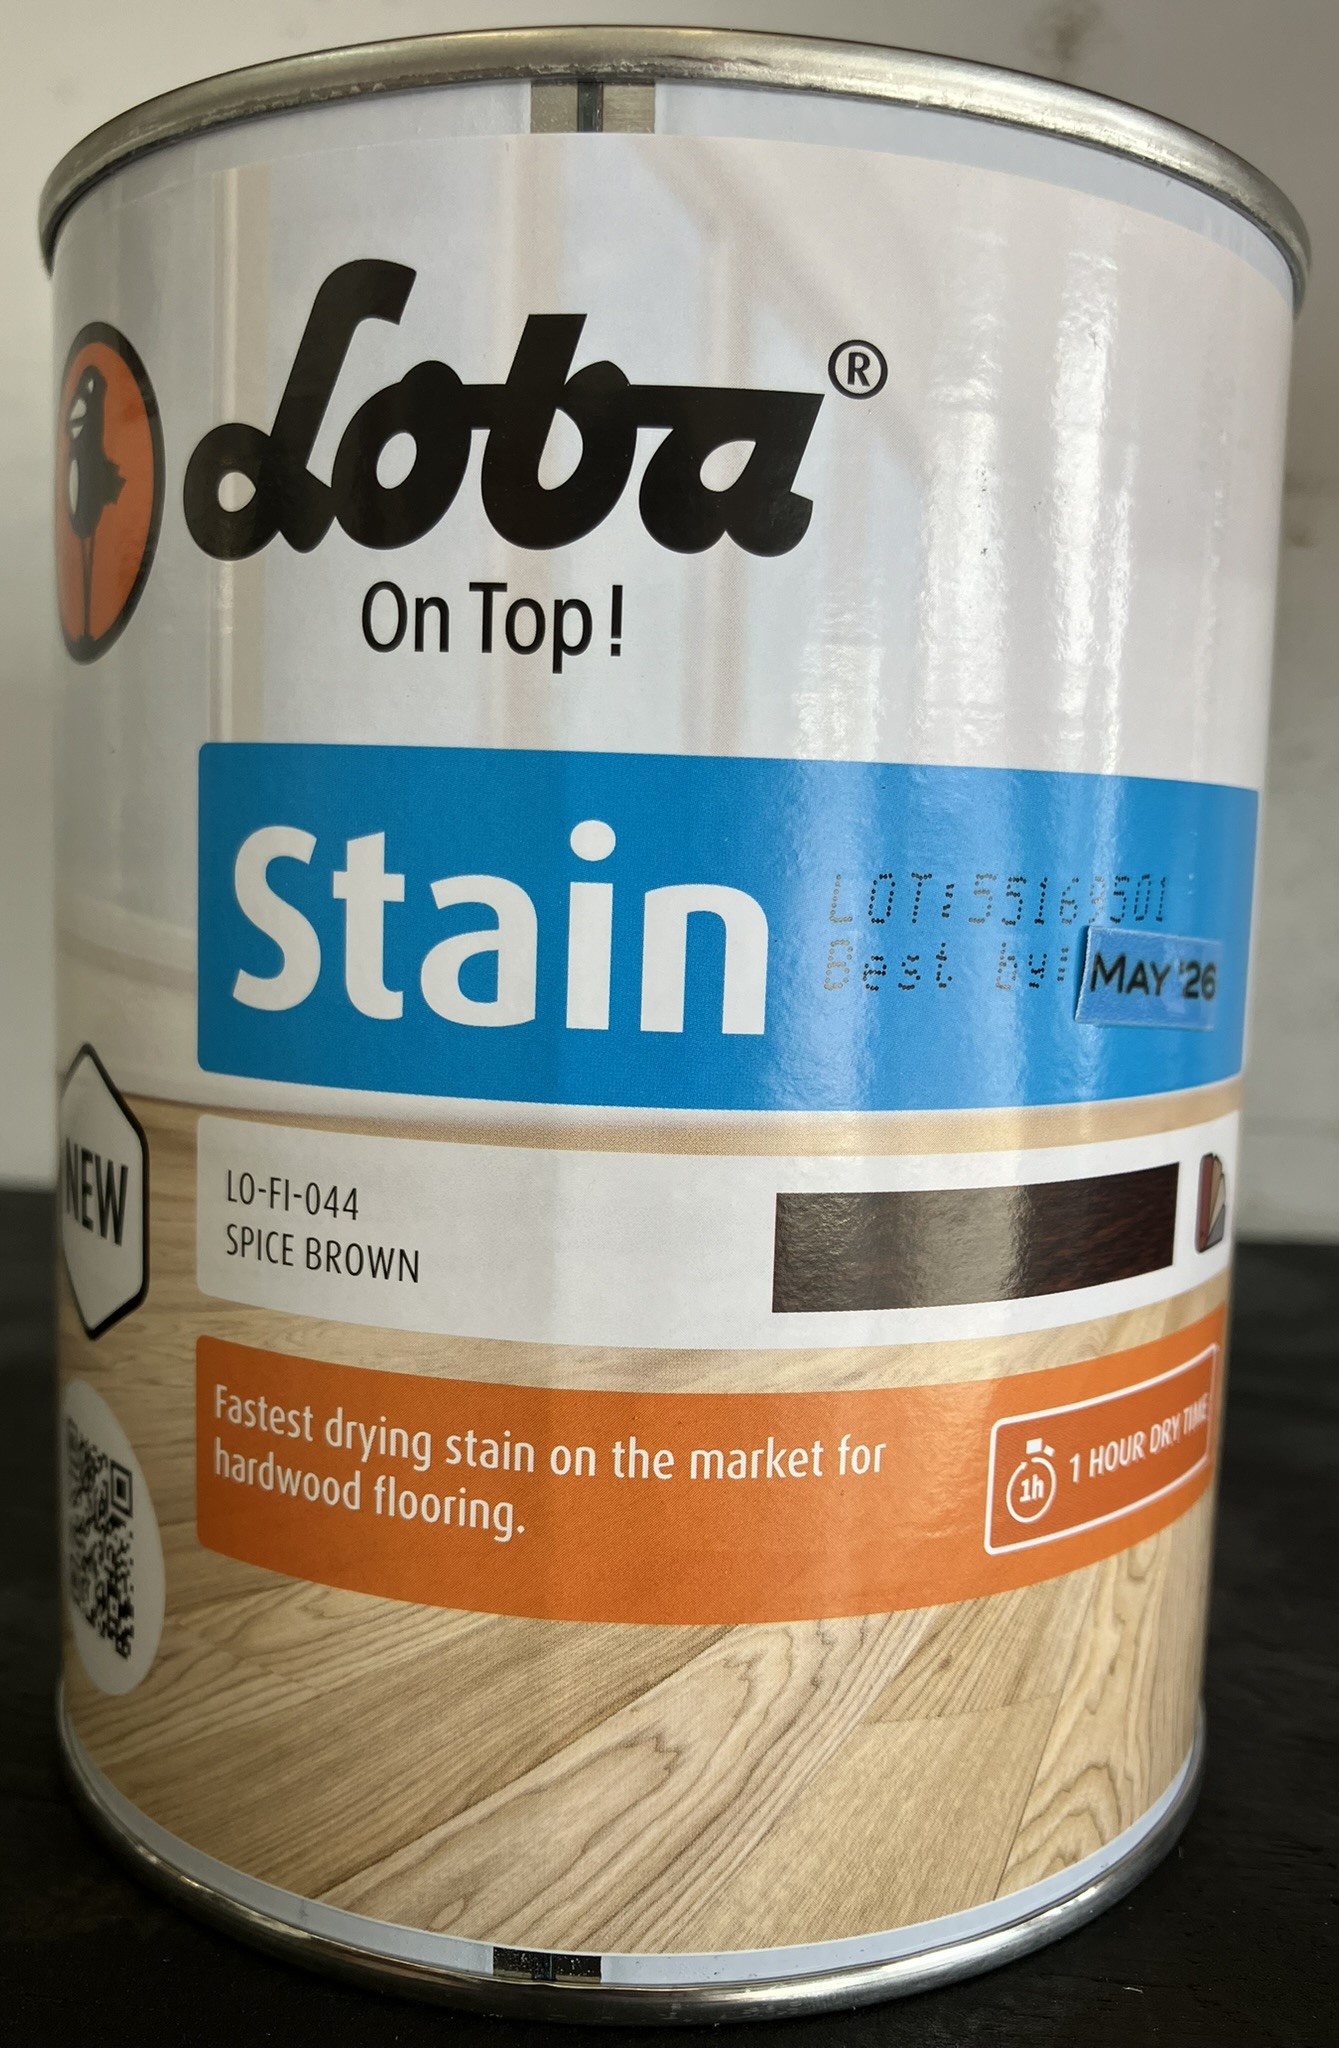 Loba®
On Top!
Stain
LOT:55163501
Best by: MAY '26
NEW
LO-FI-044
SPICE BROWN
Fastest drying stain on the market for
hardwood flooring.
1h
1 HOUR DRY TIME